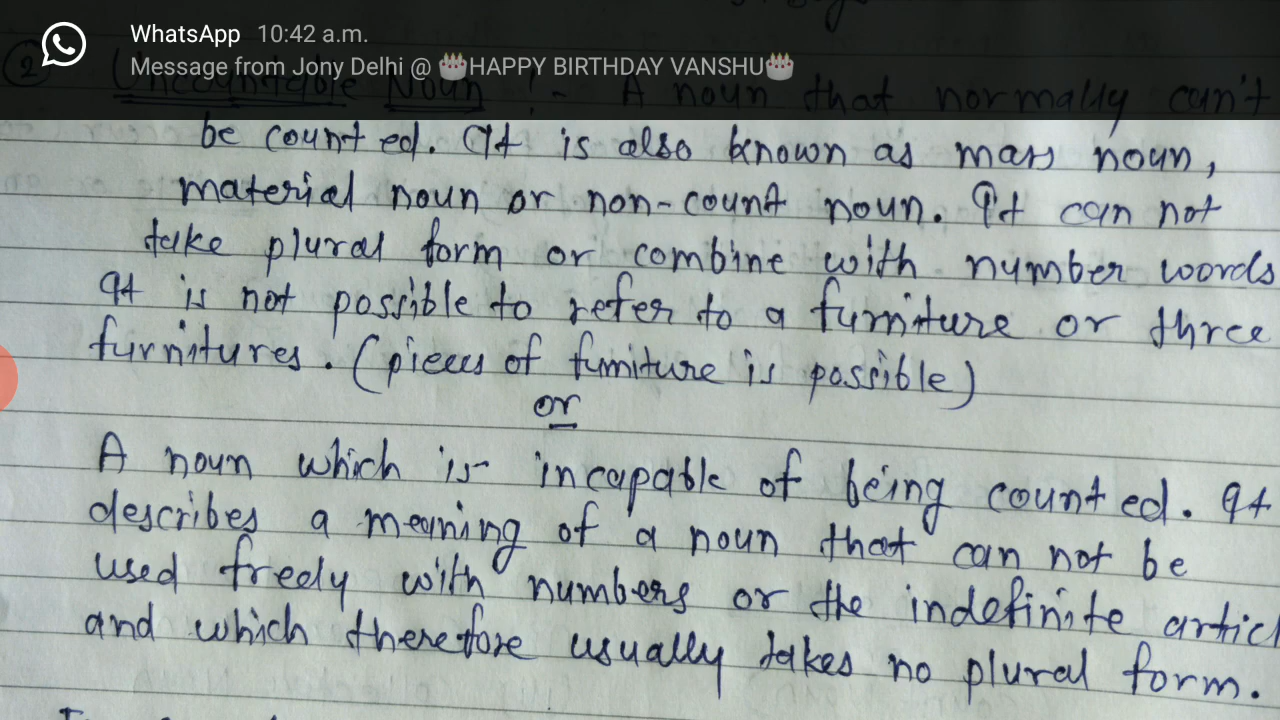 WhatsApp 10:42 a.m.
Message from Jony Delhi @ 🎂HAPPY BIRTHDAY VANSHU🎂
② Uncountable Noun :- A noun that normally can't
be counted. It is also known as mass noun,
material noun or non-count noun. It can not
take plural form or combine with number words
It is not possible to refer to a furniture or three
furnitures. (pieces of furniture is possible)
or
A noun which is incapable of being counted. It
describes a meaning of a noun that can not be
used freely with numbers or the indefinite articl
and which therefore usually takes no plural form.